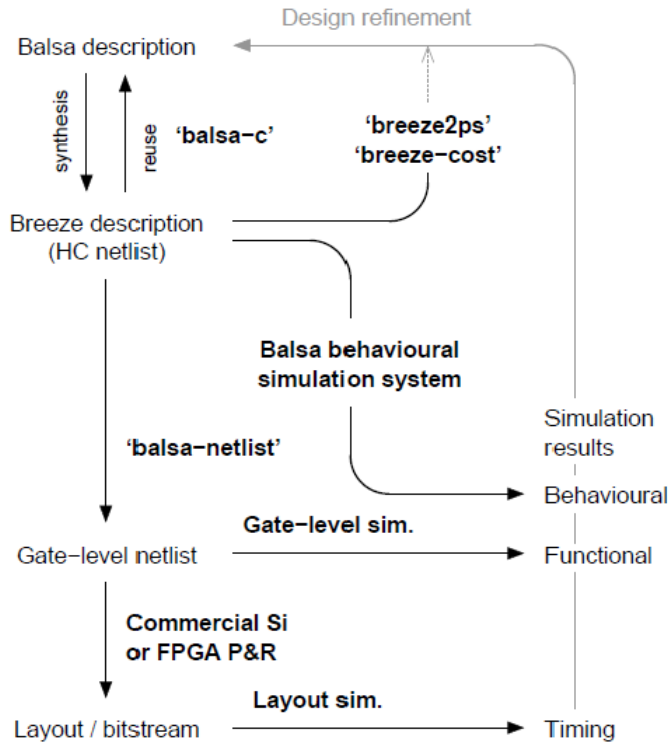 Design refinement
Balsa description
synthesis
reuse
‘balsa−c’
‘breeze2ps’
‘breeze−cost’
Breeze description
(HC netlist)
Balsa behavioural
simulation system
‘balsa−netlist’
Simulation
results
Behavioural
Gate−level sim.
Gate−level netlist
Functional
Commercial Si
or FPGA P&R
Layout sim.
Layout / bitstream
Timing